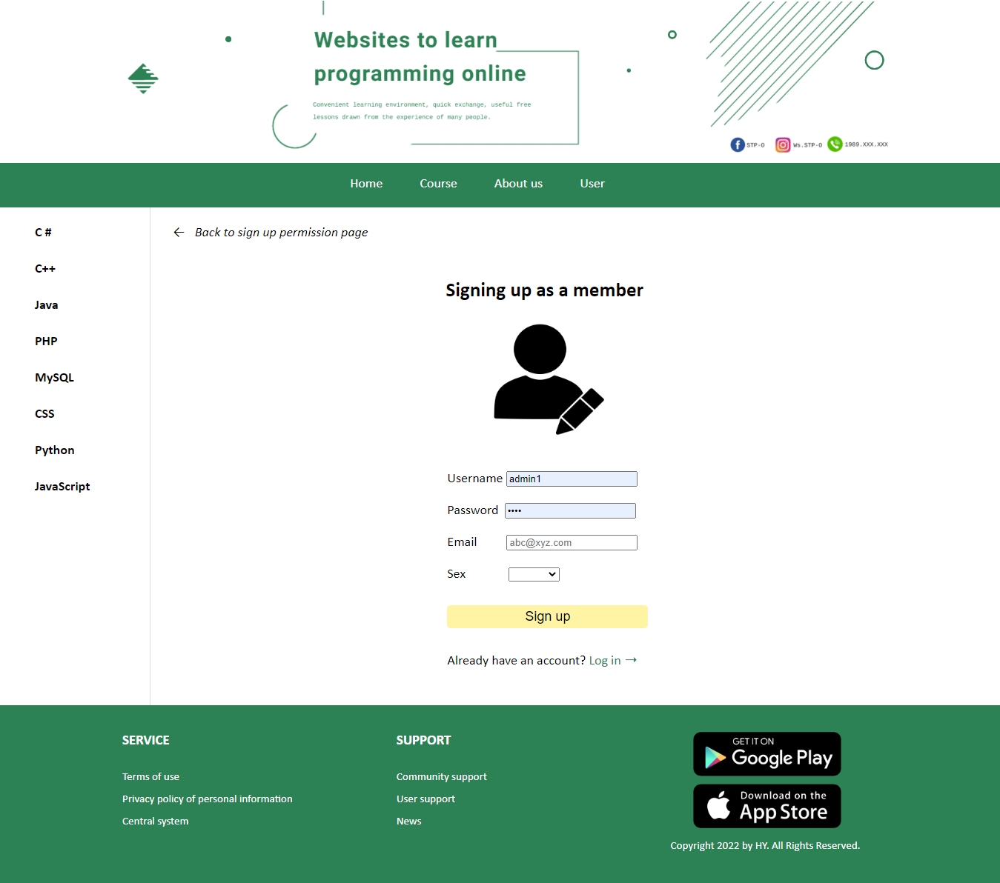 Websites to learn
programming online
Convenient learning environment, quick exchange, useful free
lessons drawn from the experience of many people.
STP-O Ws.STP-O 1989.XXX.XXX
Home Course About us User
C #
C++
Java
PHP
MySQL
CSS
Python
JavaScript
← Back to sign up permission page
Signing up as a member
Username admin1
Password ••••
Email abc@xyz.com
Sex
Sign up
Already have an account? Log in →
SERVICE
Terms of use
Privacy policy of personal information
Central system
SUPPORT
Community support
User support
News
GET IT ON
Google Play
Download on the
App Store
Copyright 2022 by HY. All Rights Reserved.